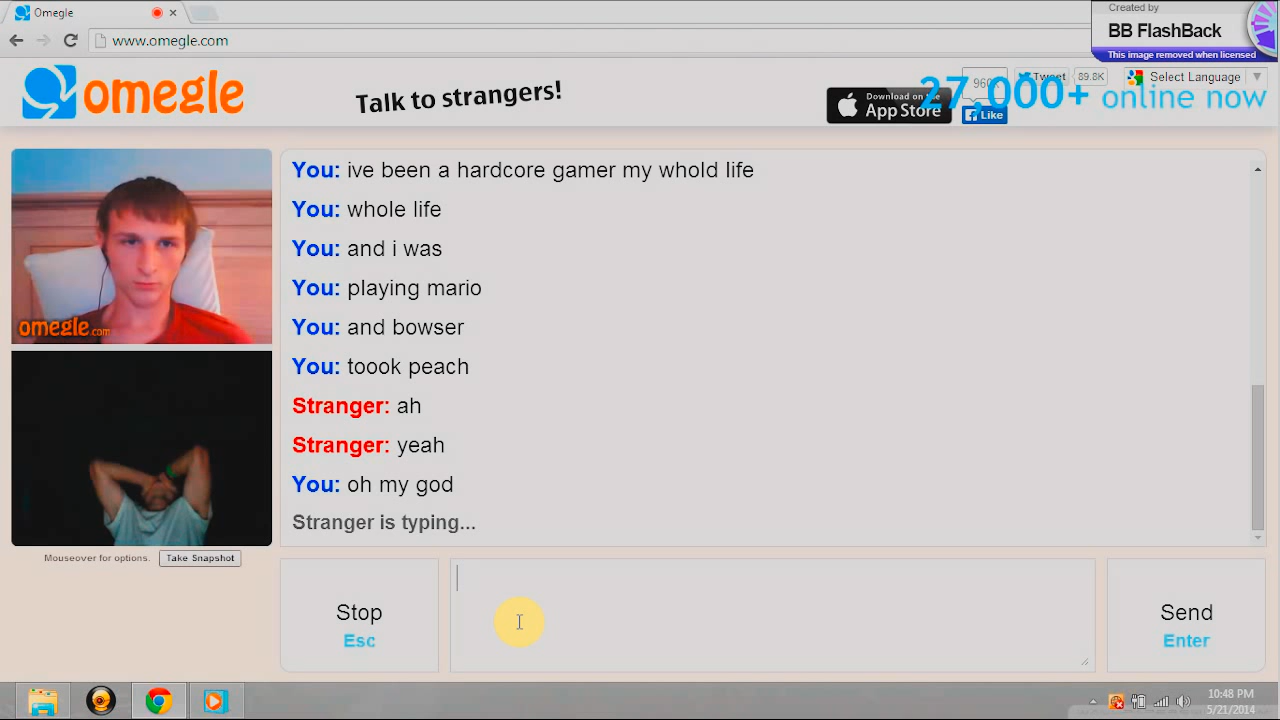 Omegle
Created by
BB FlashBack
This image removed when licensed
www.omegle.com
omegle
Talk to strangers!
Download on the
App Store
960
Like
Tweet
89.8K
Select Language
27,000+ online now
You: ive been a hardcore gamer my whold life
You: whole life
You: and i was
You: playing mario
You: and bowser
You: toook peach
Stranger: ah
Stranger: yeah
You: oh my god
Stranger is typing...
omegle.com
Mouseover for options.
Take Snapshot
Stop
Esc
Send
Enter
10:48 PM
5/21/2014